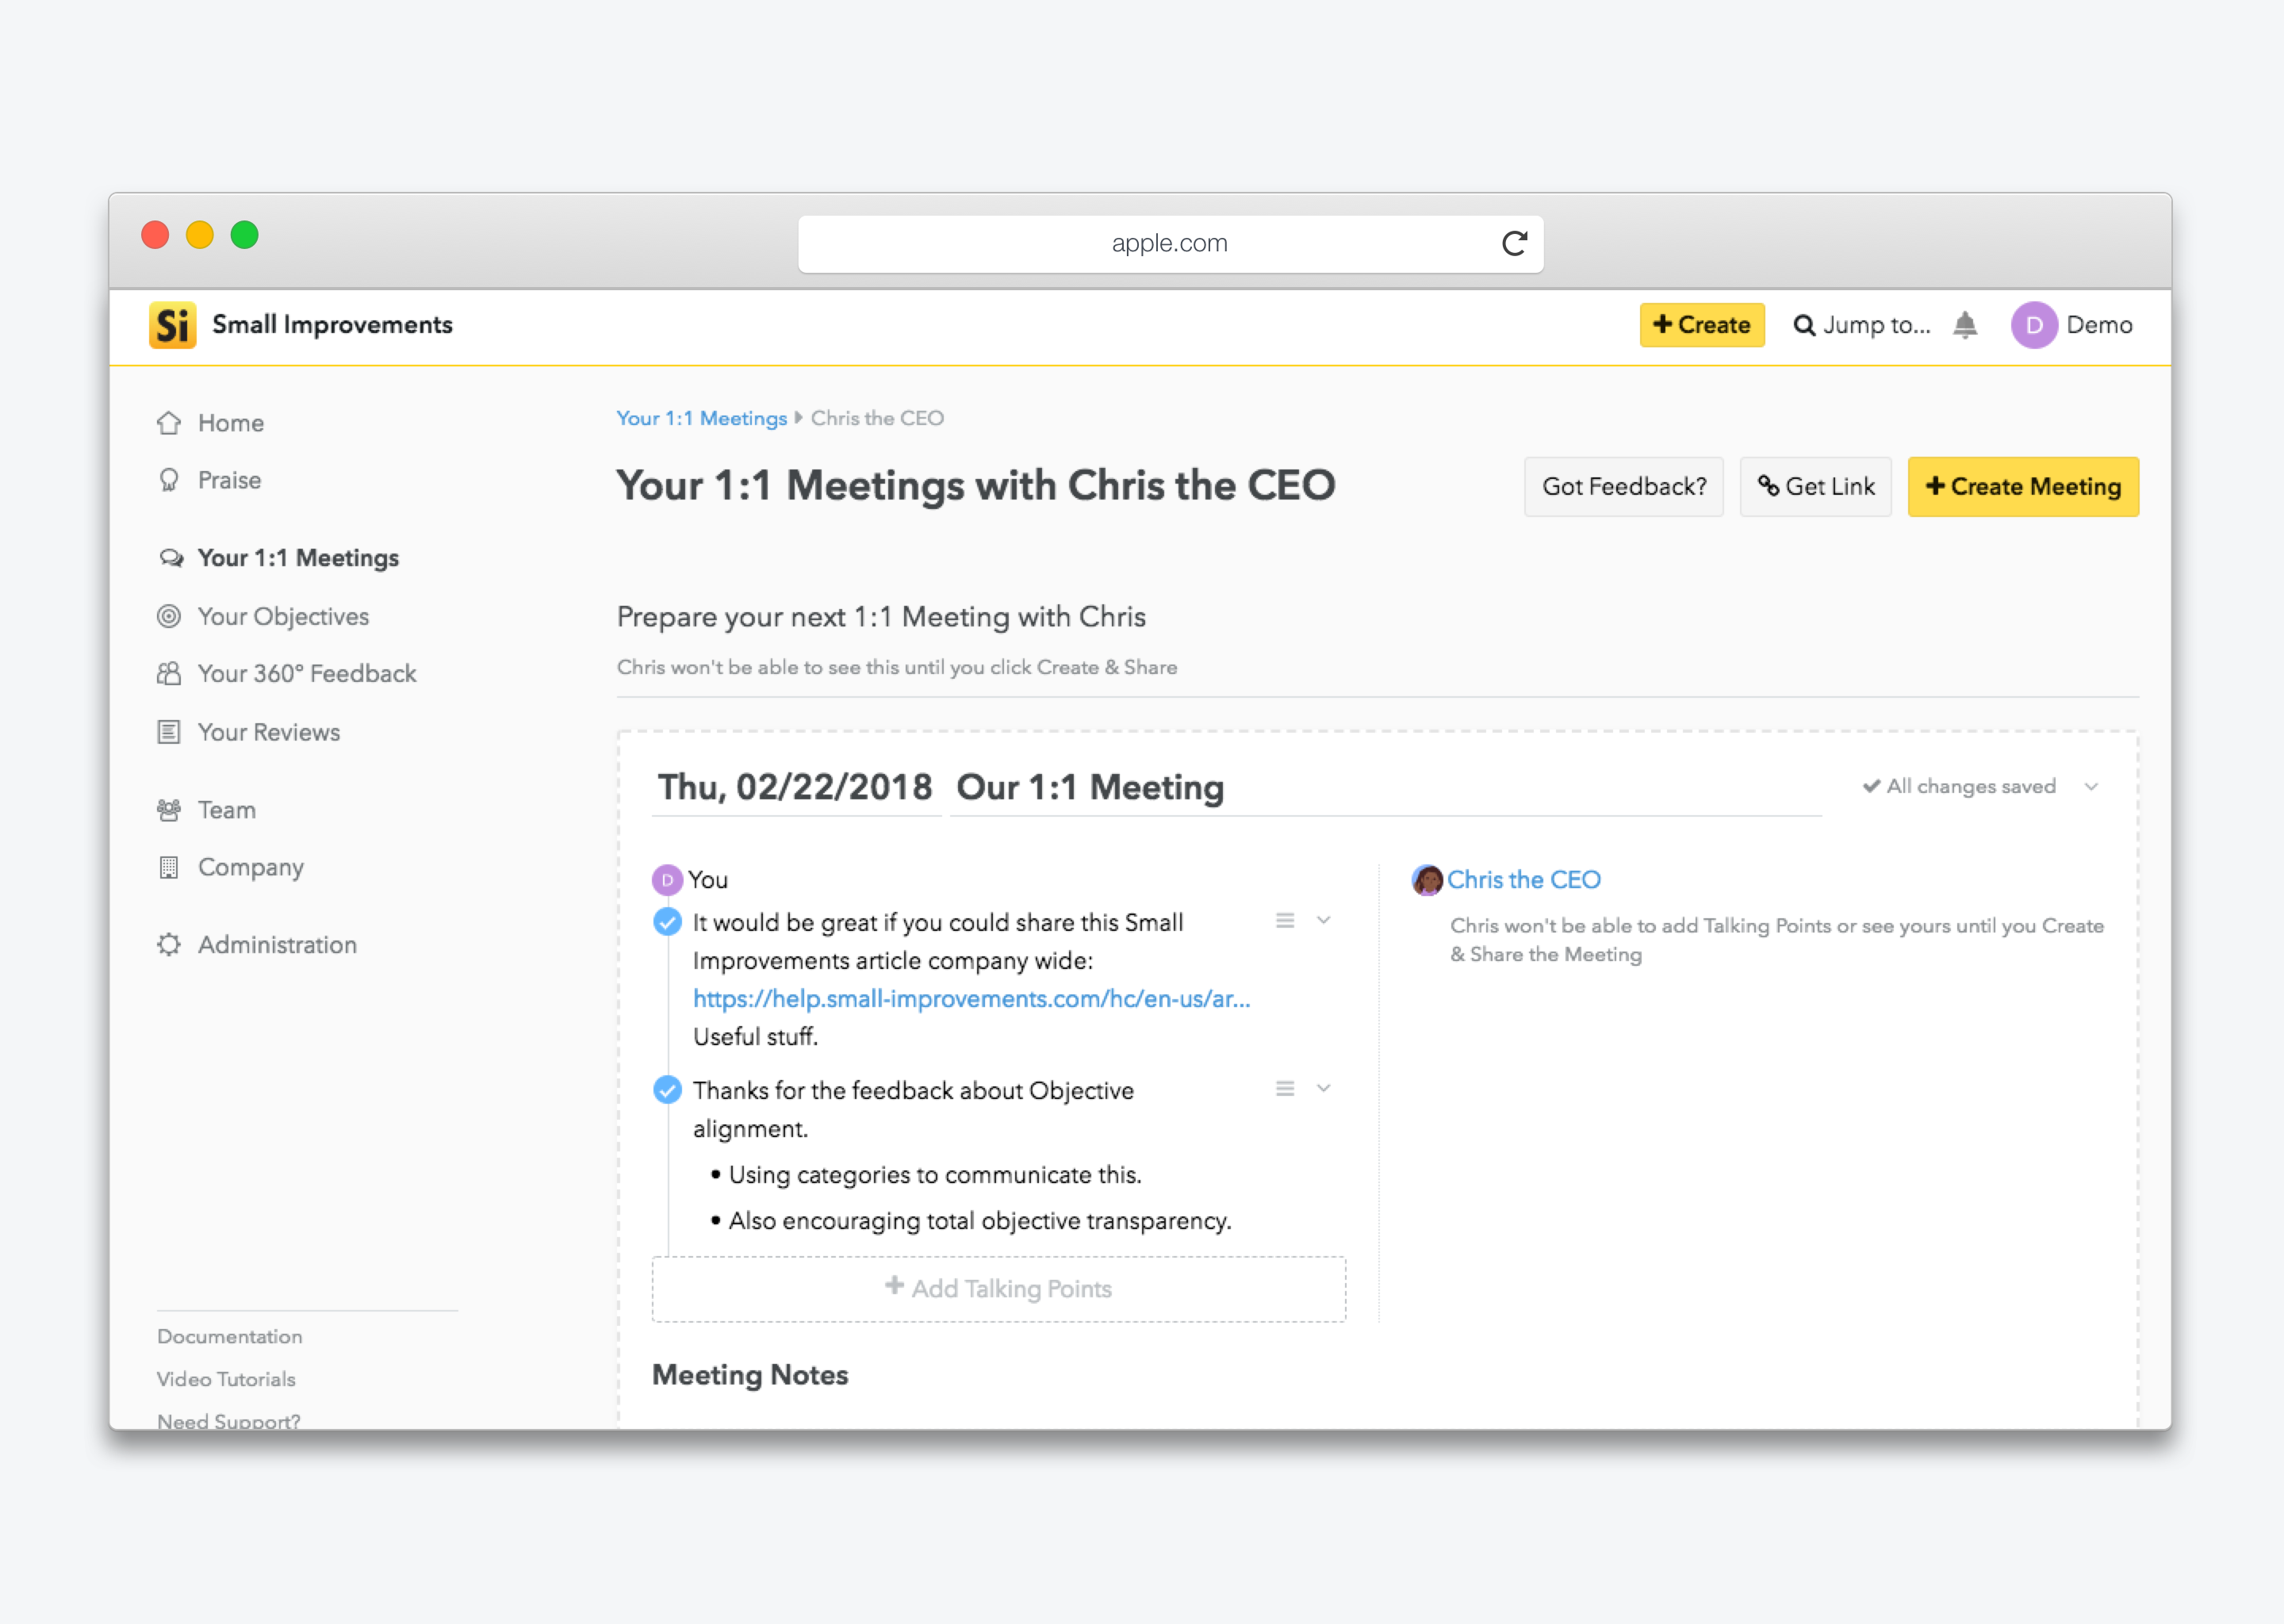 apple.com
Si Small Improvements
Create
Jump to...
D Demo
Home
Praise
Your 1:1 Meetings
Your Objectives
Your 360° Feedback
Your Reviews
Team
Company
Administration
Documentation
Video Tutorials
Need Support?
Your 1:1 Meetings Chris the CEO
Your 1:1 Meetings with Chris the CEO
Got Feedback?
Get Link
Create Meeting
Prepare your next 1:1 Meeting with Chris
Chris won't be able to see this until you click Create & Share
Thu, 02/22/2018 Our 1:1 Meeting
All changes saved
D You
It would be great if you could share this Small
Improvements article company wide:
https://help.small-improvements.com/hc/en-us/ar...
Useful stuff.
Thanks for the feedback about Objective
alignment.
• Using categories to communicate this.
• Also encouraging total objective transparency.
Add Talking Points
Chris the CEO
Chris won't be able to add Talking Points or see yours until you Create
& Share the Meeting
Meeting Notes